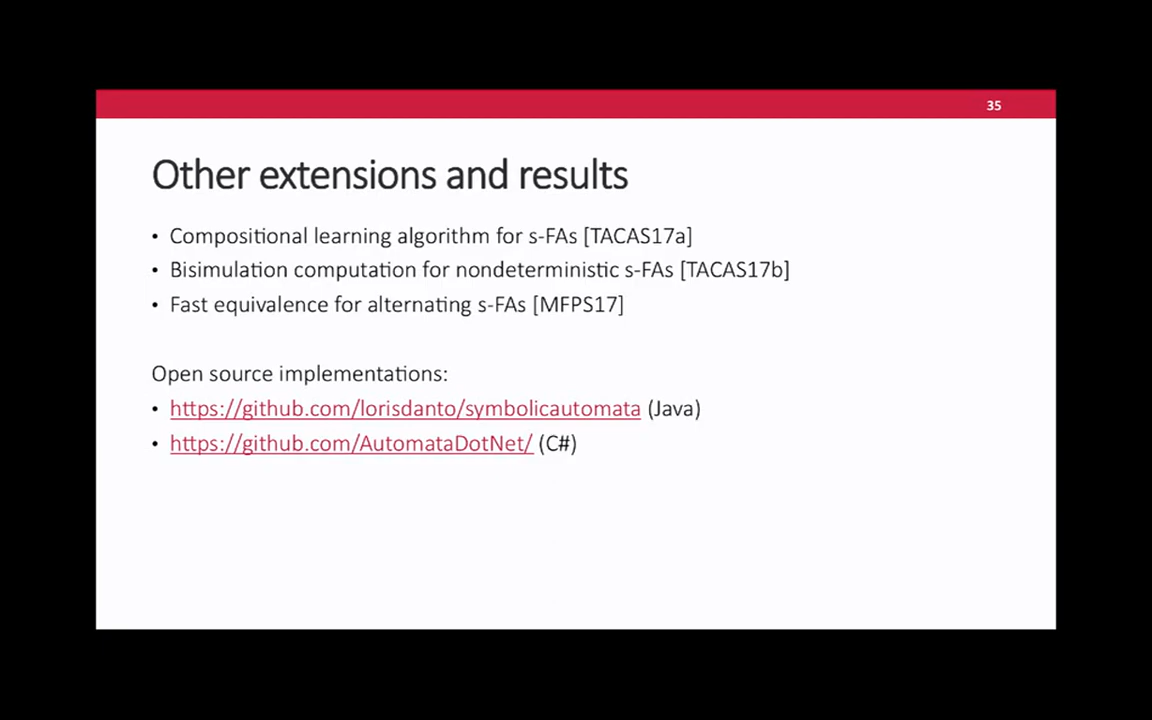 35
Other extensions and results
• Compositional learning algorithm for s-FAs [TACAS17a]
• Bisimulation computation for nondeterministic s-FAs [TACAS17b]
• Fast equivalence for alternating s-FAs [MFPS17]
Open source implementations:
• https://github.com/lorisdanto/symbolicautomata (Java)
• https://github.com/AutomataDotNet/ (C#)